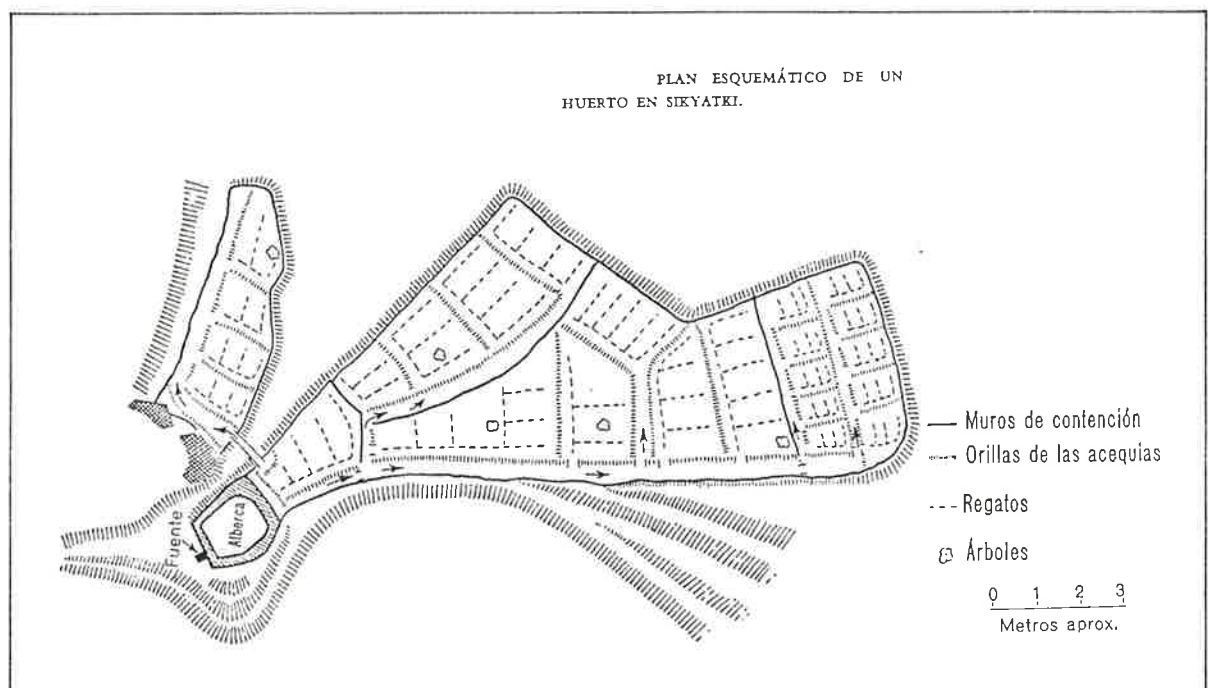 PLAN ESQUEMÁTICO DE UN
HUERTO EN SIKYATKI.
Fuente
Alberca
Muros de contención
Orillas de las acequias
Regatos
Árboles
0 1 2 3
Metros aprox.